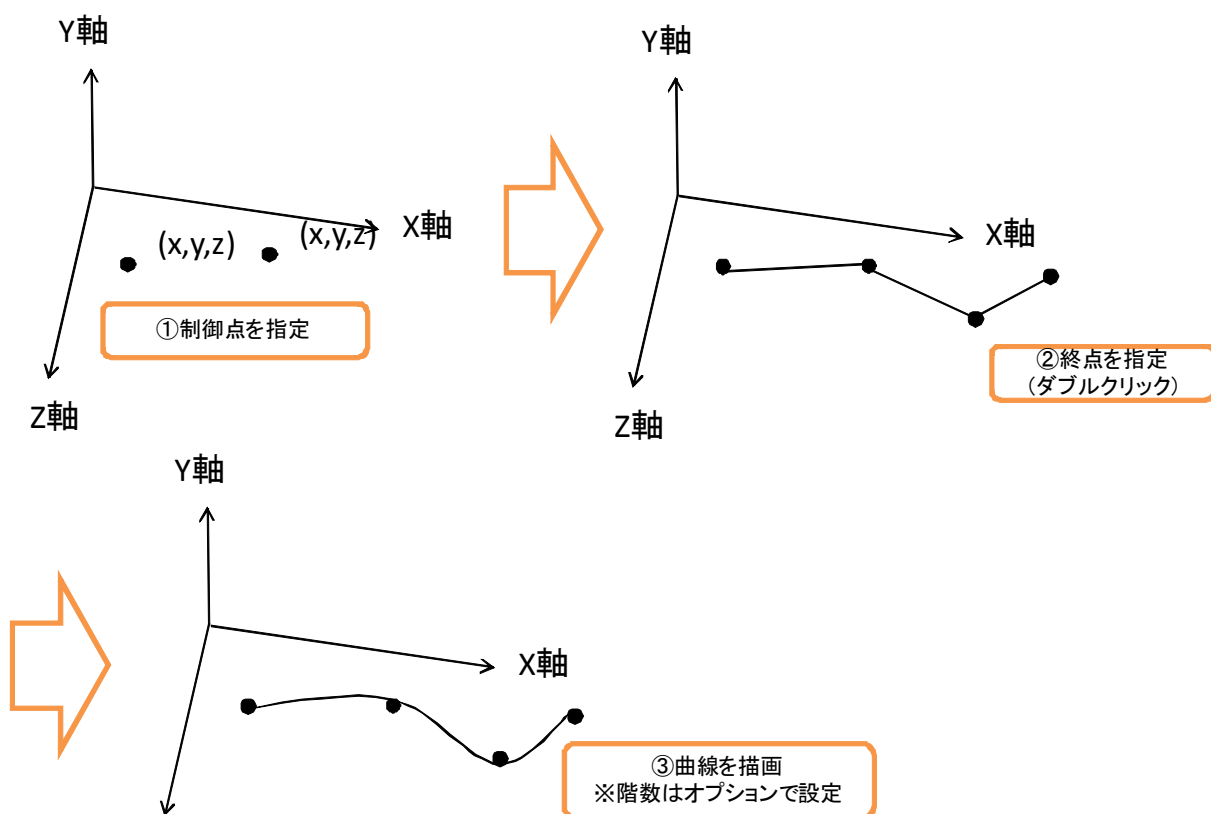 Y軸
(x,y,z)
(x,y,z)
X軸
①制御点を指定
Z軸
Y軸
X軸
②終点を指定
(ダブルクリック)
Z軸
Y軸
X軸
③曲線を描画
※階数はオプションで設定